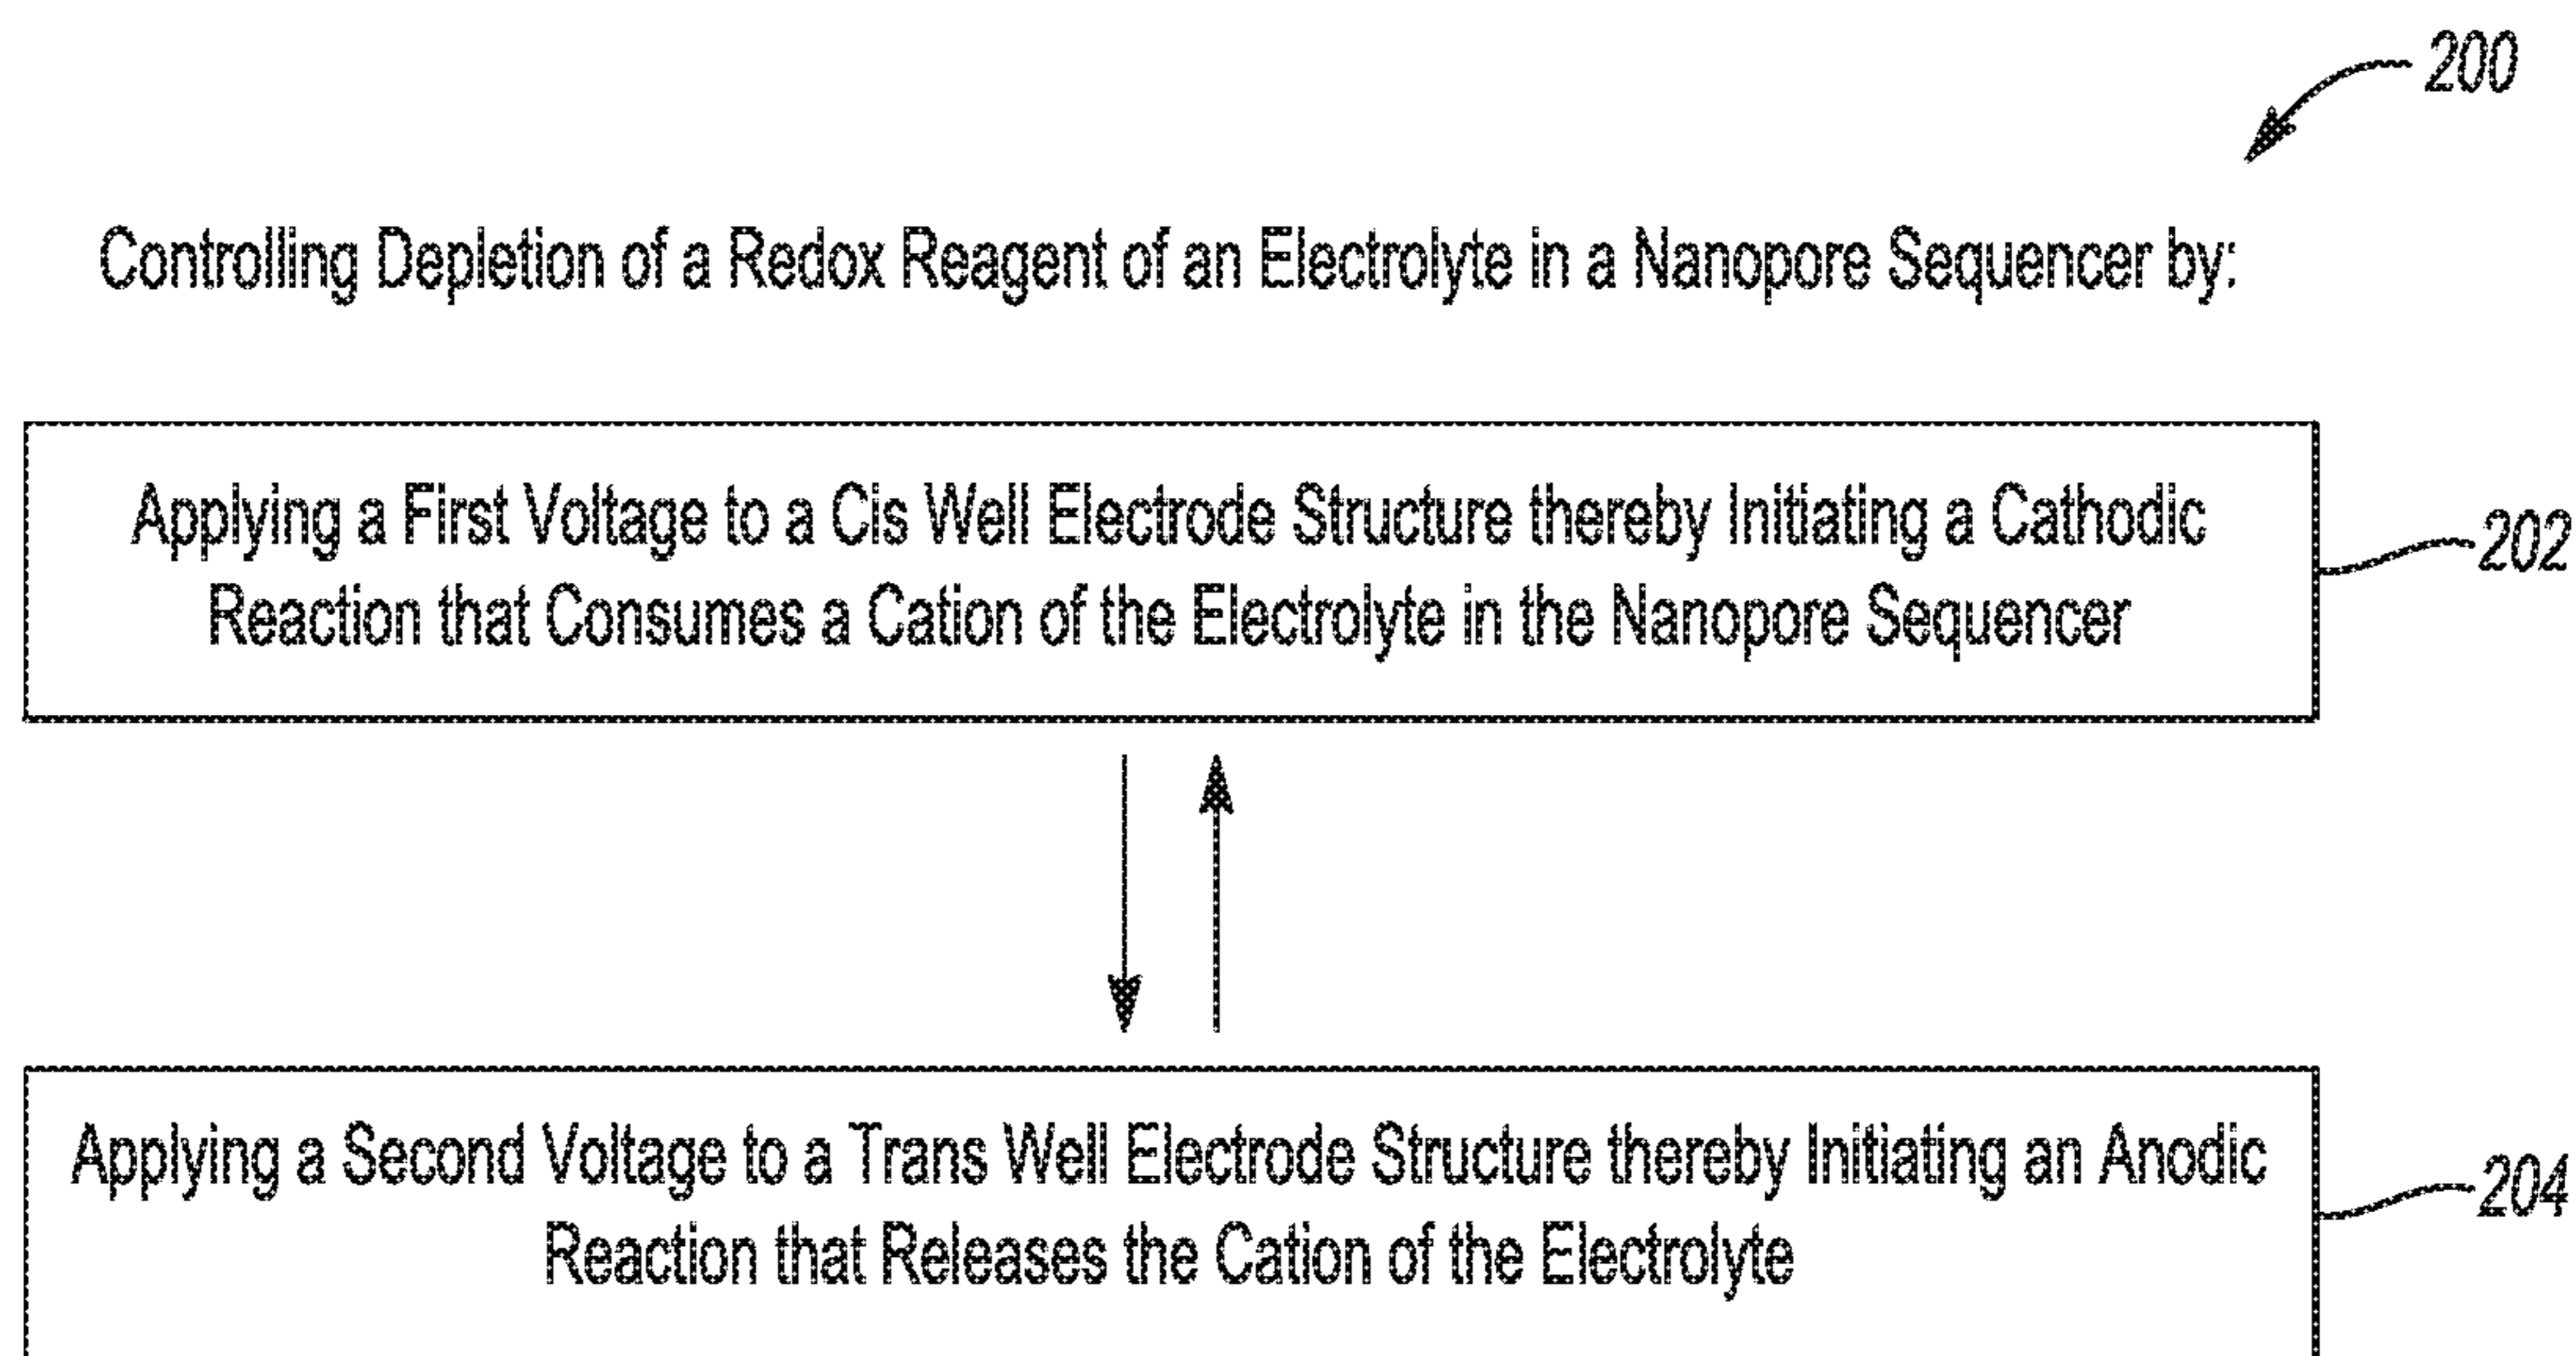 200
Controlling Depletion of a Redox Reagent of an Electrolyte in a Nanopore Sequencer by:
Applying a First Voltage to a Cis Well Electrode Structure thereby Initiating a Cathodic
Reaction that Consumes a Cation of the Electrolyte in the Nanopore Sequencer
202
Applying a Second Voltage to a Trans Well Electrode Structure thereby Initiating an Anodic
Reaction that Releases the Cation of the Electrolyte
204